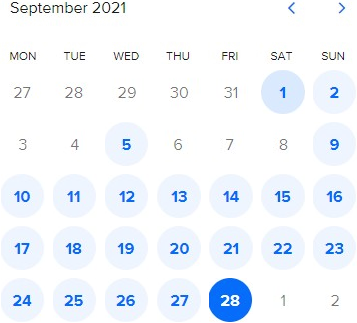 September 2021
MON TUE WED THU FRI SAT SUN
27 28 29 30 31 1 2
3 4 5 6 7 8 9
10 11 12 13 14 15 16
17 18 19 20 21 22 23
24 25 26 27 28 1 2